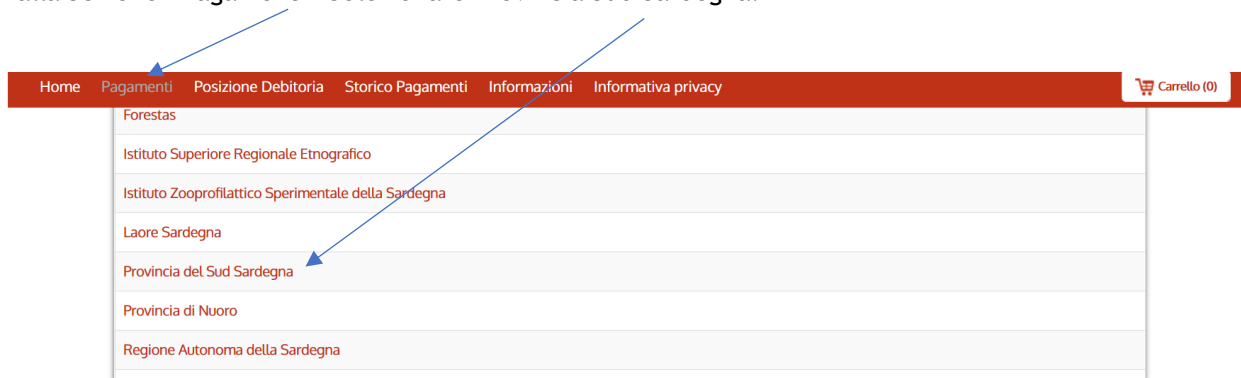 Home Pagamenti Posizione Debitoria Storico Pagamenti Informazioni Informativa privacy Carrello (0)
Forestas
Istituto Superiore Regionale Etnografico
Istituto Zooprofilattico Sperimentale della Sardegna
Laore Sardegna
Provincia del Sud Sardegna
Provincia di Nuoro
Regione Autonoma della Sardegna